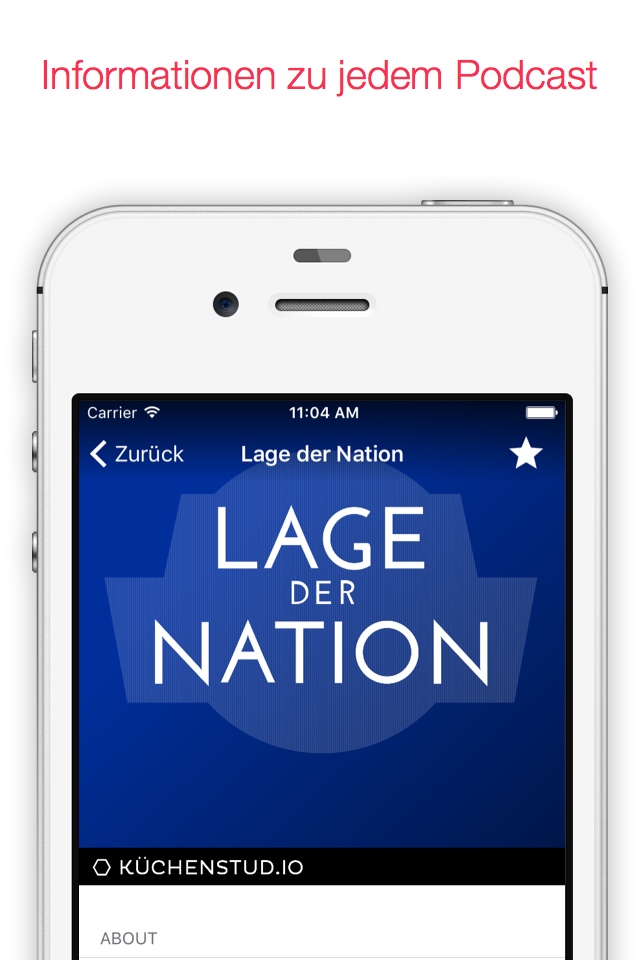 Informationen zu jedem Podcast
Carrier 11:04 AM
Zurück Lage der Nation
LAGE
DER
NATION
KÜCHENSTUD.IO
ABOUT